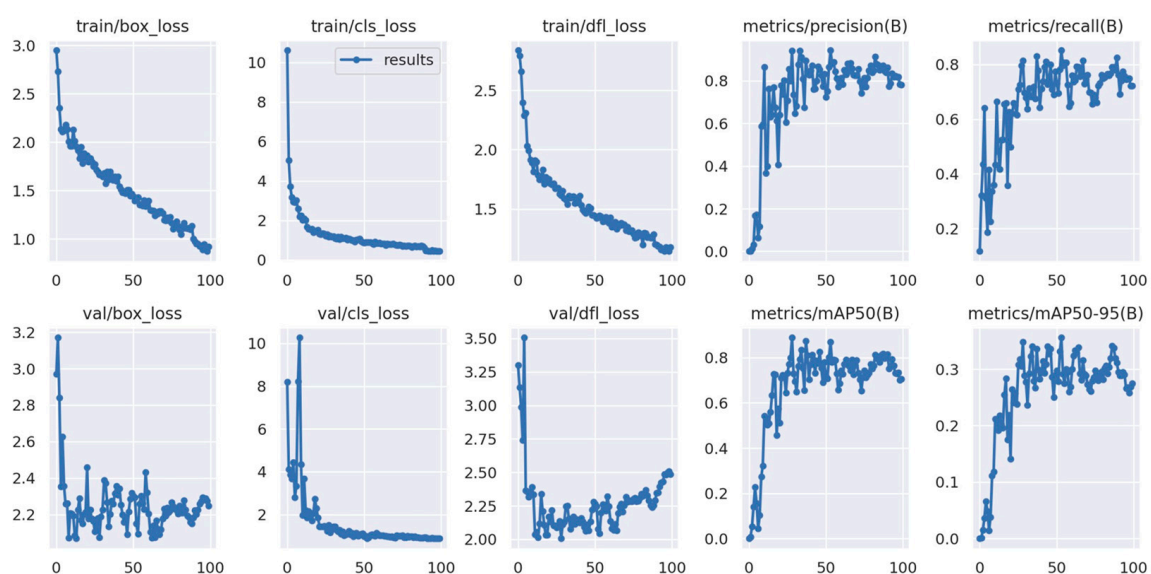 train/box_loss
train/cls_loss
train/dfl_loss
metrics/precision(B)
metrics/recall(B)
3.0
2.5
2.0
1.5
1.0
0 50 100
10
8
6
4
2
0
results
0 50 100
2.5
2.0
1.5
0 50 100
0.8
0.6
0.4
0.2
0.0
0 50 100
0.8
0.6
0.4
0.2
0 50 100
val/box_loss
val/cls_loss
val/dfl_loss
metrics/mAP50(B)
metrics/mAP50-95(B)
3.2
3.0
2.8
2.6
2.4
2.2
0 50 100
10
8
6
4
2
0 50 100
3.50
3.25
3.00
2.75
2.50
2.25
2.00
0 50 100
0.8
0.6
0.4
0.2
0.0
0 50 100
0.3
0.2
0.1
0.0
0 50 100